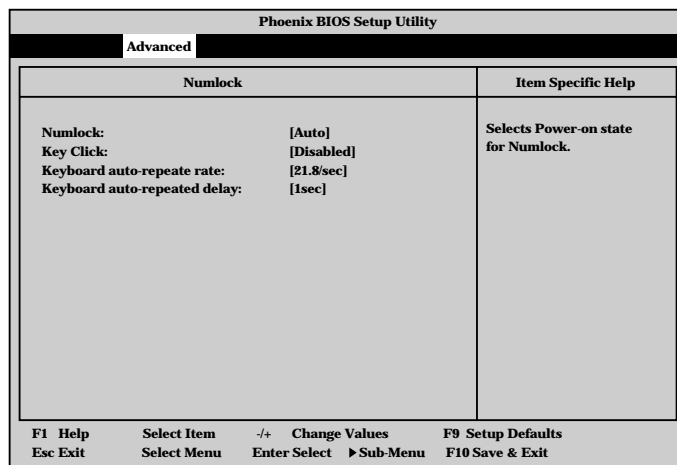 Phoenix BIOS Setup Utility
Advanced
Numlock
Item Specific Help
Numlock: [Auto]
Key Click: [Disabled]
Keyboard auto-repeate rate: [21.8/sec]
Keyboard auto-repeated delay: [1sec]
Selects Power-on state
for Numlock.
F1 Help Select Item -/+ Change Values F9 Setup Defaults
Esc Exit Select Menu Enter Select ▶Sub-Menu F10 Save & Exit